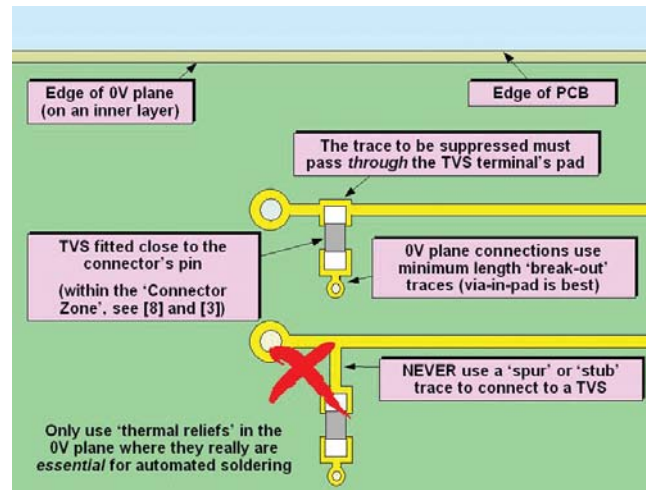 Edge of 0V plane
(on an inner layer)
Edge of PCB
The trace to be suppressed must
pass through the TVS terminal's pad
TVS fitted close to the
connector's pin
(within the 'Connector
Zone', see [8] and [3])
0V plane connections use
minimum length 'break-out'
traces (via-in-pad is best)
NEVER use a 'spur' or 'stub'
trace to connect to a TVS
Only use 'thermal reliefs' in the
0V plane where they really are
essential for automated soldering